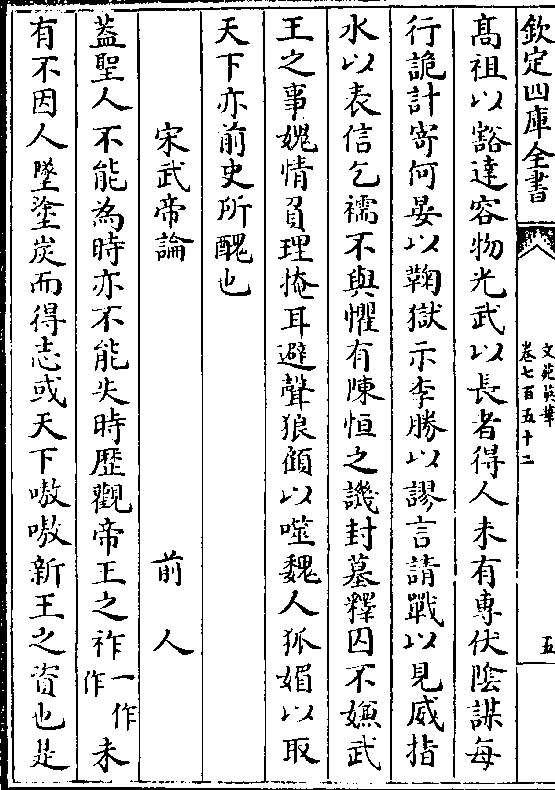 欽定四庫全書
文苑英華
卷七百五十二
五
髙祖以豁達容物光武以長者得人未有專伏陰謀每
行詭計寄何晏以鞠獄示李勝以謬言請戰以見威指
水以表信乞襦不與懼有陳恒之譏封墓釋囚不嫌武
王之事媿情負理掩耳避聲狼顧以噬魏人狐媚以取
天下亦前史所醜也
宋武帝論
前人
葢聖人不能為時亦不能失時歴觀帝王之祚一作作未
有不因人墜塗炭而得志或天下嗷嗷新王之資也是